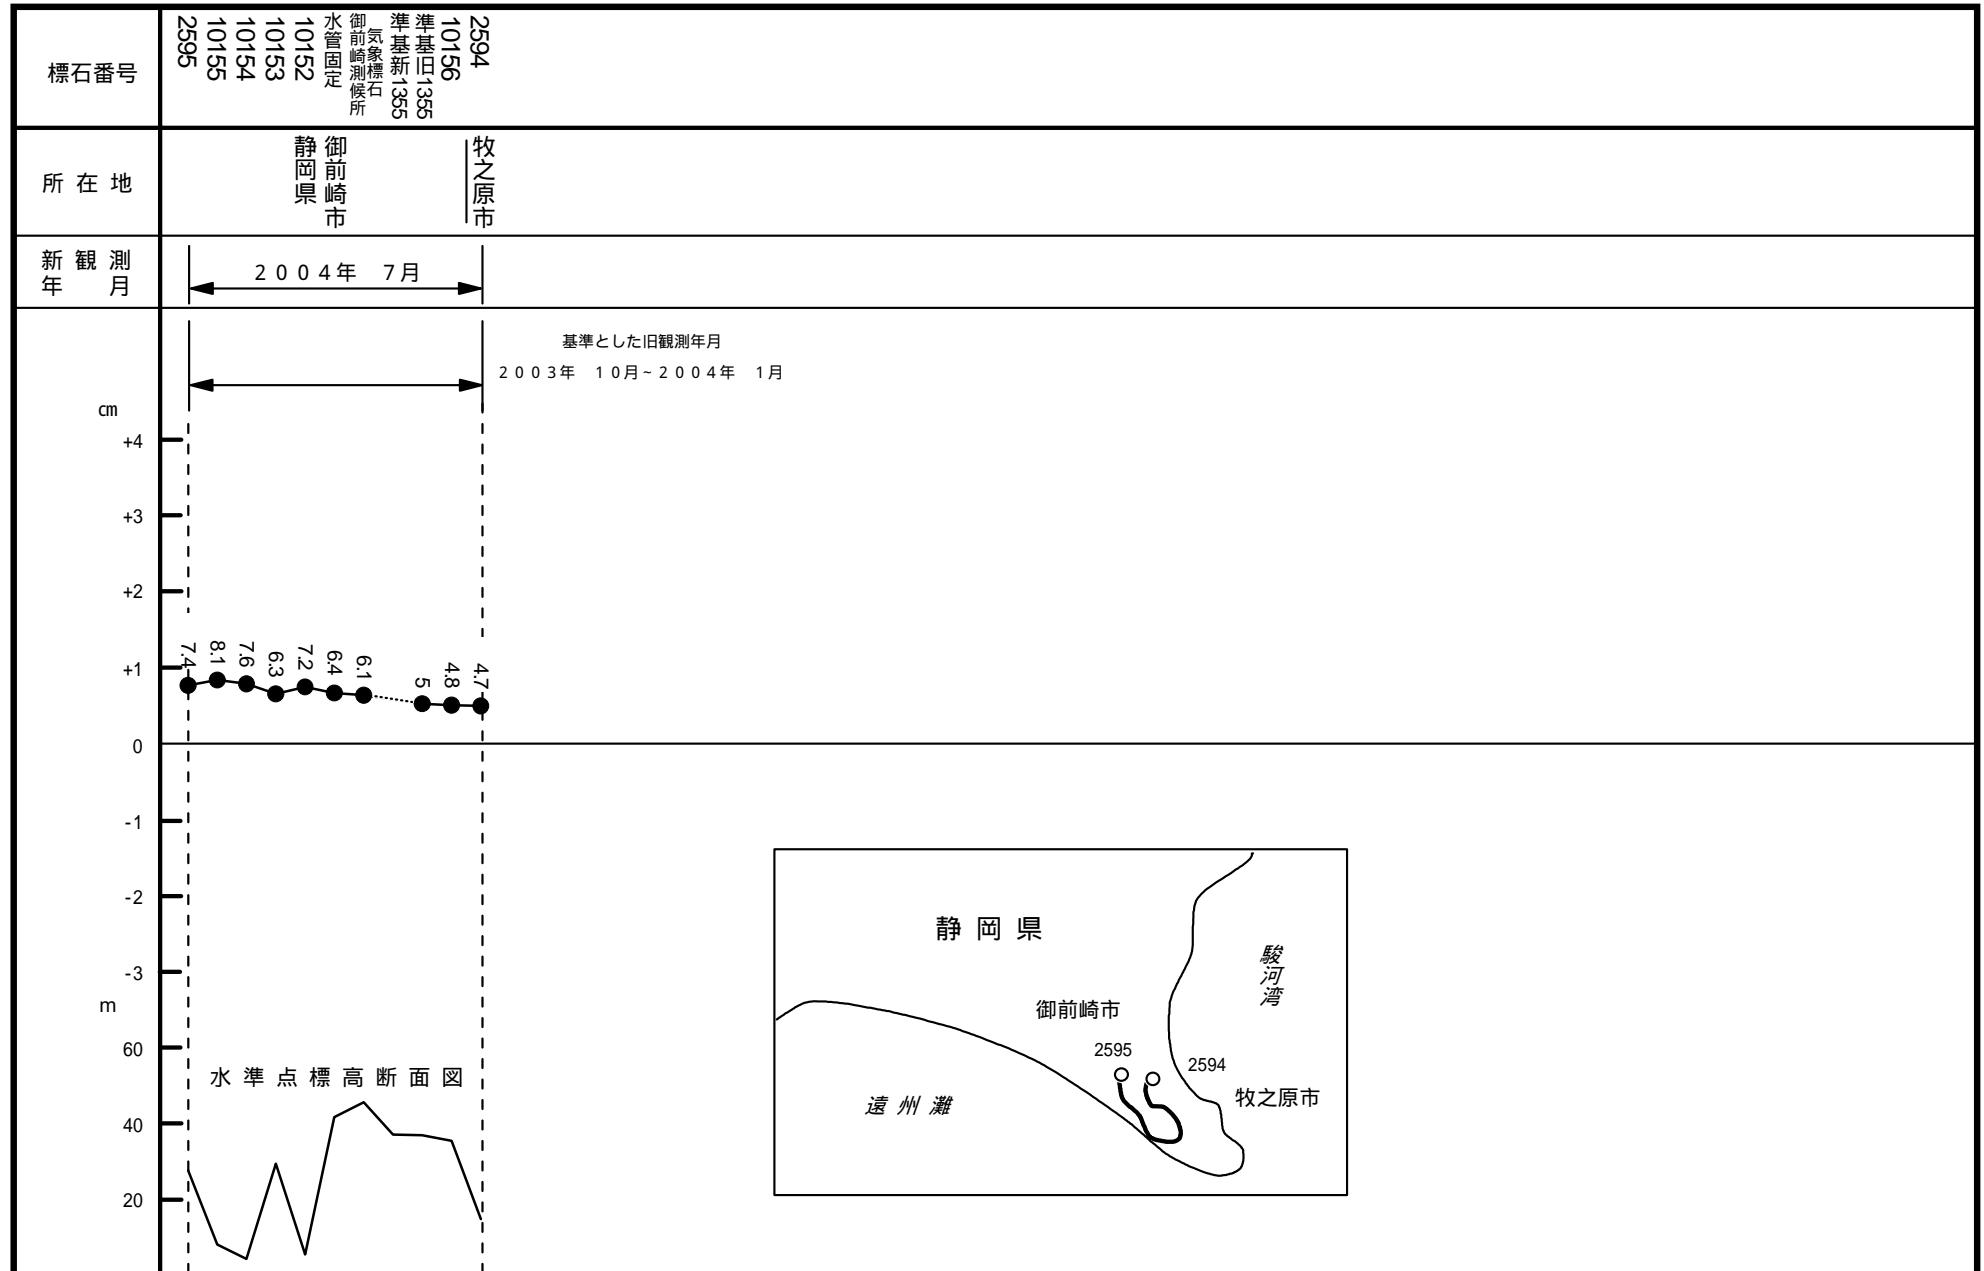 標石番号
2595
10155
10154
10153
10152
水管固定
御前崎測候所
気象標石
準基新1355
準基旧1355
10156
2594
所在地
静岡県
御前崎市
牧之原市
新観測
年月
2004年 7月
基準とした旧観測年月
2003年 10月~2004年 1月
cm
+4
+3
+2
+1
0
-1
-2
-3
7.4
8.1
7.6
6.3
7.2
6.4
6.1
5
4.8
4.7
m
60
40
20
水準点標高断面図
静岡県
駿河湾
御前崎市
2595
2594
牧之原市
遠州灘